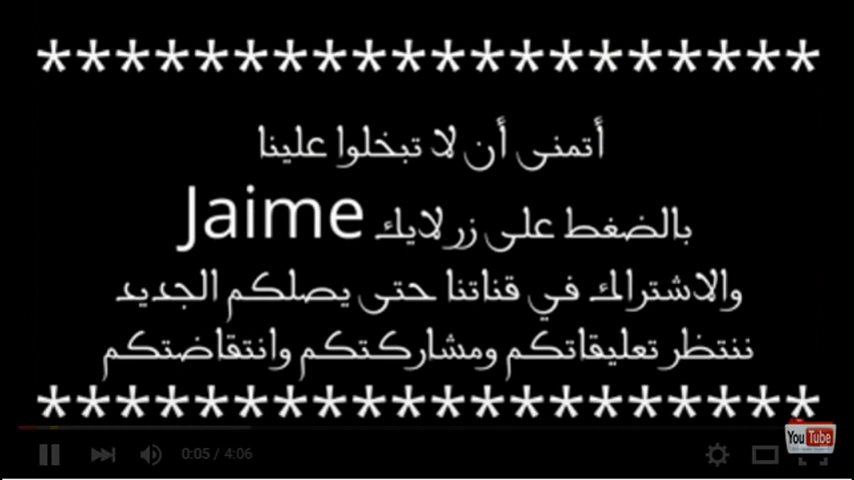 ********************
أتمنى أن لا تبخلوا علينا
بالضغط على زر لايك Jaime
والاشتراك في قناتنا حتى يصلكم الجديد
ننتظر تعليقاتكم ومشاركتكم وانتقاضتكم
********************
YouTube
0:05 / 4:06